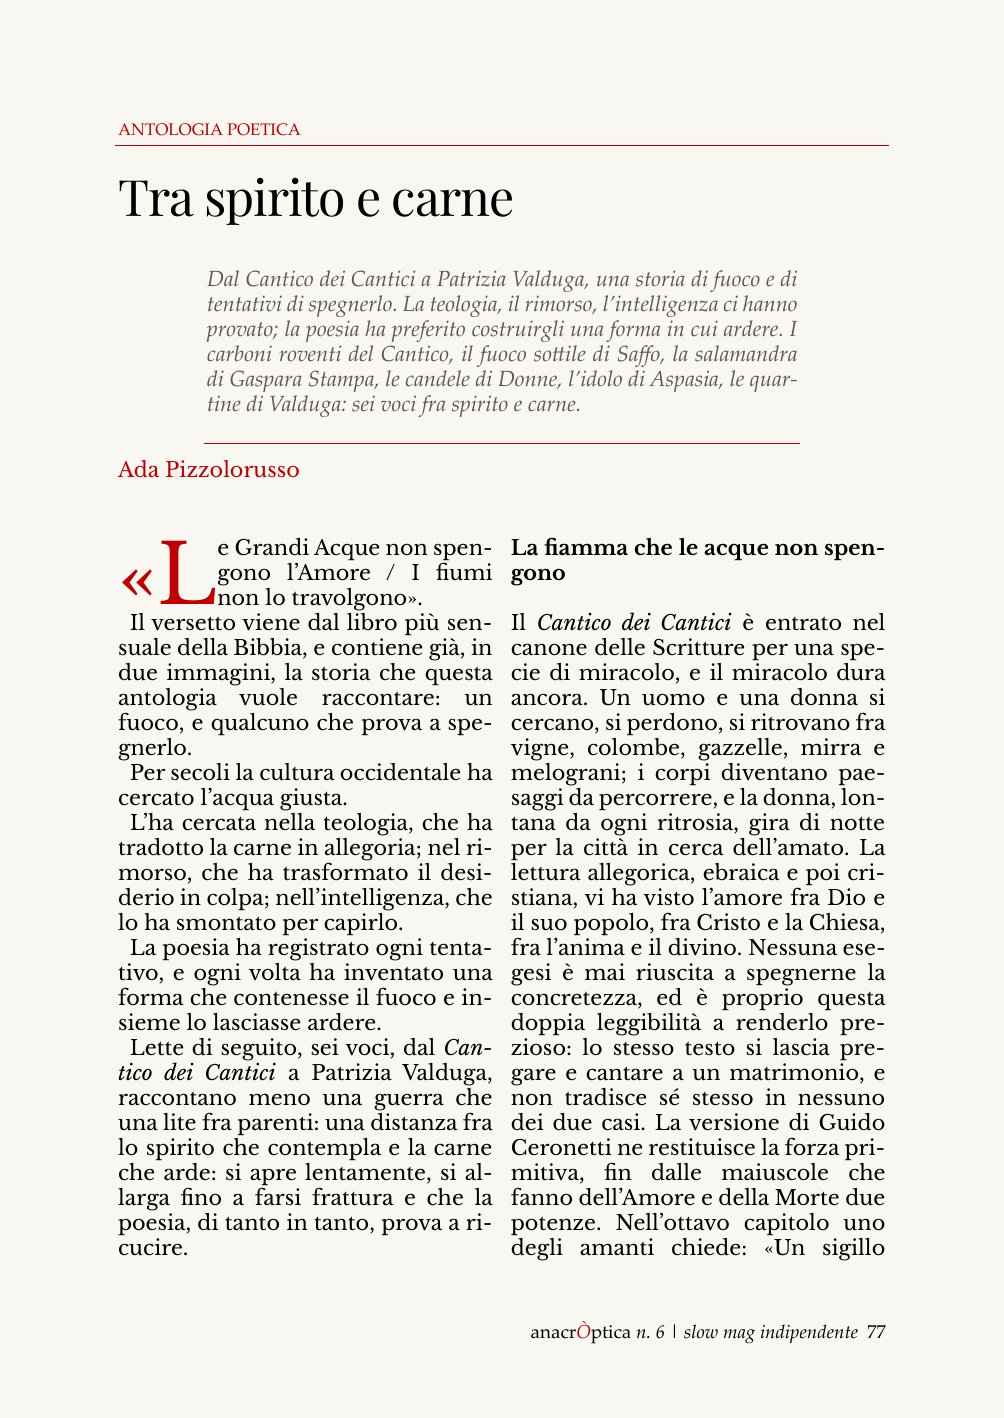 ANTOLOGIA POETICA
Tra spirito e carne
Dal Cantico dei Cantici a Patrizia Valduga, una storia di fuoco e di
tentativi di spegnerlo. La teologia, il rimorso, l'intelligenza ci hanno
provato; la poesia ha preferito costruirgli una forma in cui ardere. I
carboni roventi del Cantico, il fuoco sottile di Saffo, la salamandra
di Gaspara Stampa, le candele di Donne, l'idolo di Aspasia, le quar-
tine di Valduga: sei voci fra spirito e carne.
Ada Pizzolorusso
«Le Grandi Acque non spen-
gono l'Amore / I fiumi
non lo travolgono».
Il versetto viene dal libro più sen-
suale della Bibbia, e contiene già, in
due immagini, la storia che questa
antologia vuole raccontare: un
fuoco, e qualcuno che prova a spe-
gnerlo.
Per secoli la cultura occidentale ha
cercato l'acqua giusta.
L'ha cercata nella teologia, che ha
tradotto la carne in allegoria; nel ri-
morso, che ha trasformato il desi-
derio in colpa; nell'intelligenza, che
lo ha smontato per capirlo.
La poesia ha registrato ogni tenta-
tivo, e ogni volta ha inventato una
forma che contenesse il fuoco e in-
sieme lo lasciasse ardere.
Lette di seguito, sei voci, dal Can-
tico dei Cantici a Patrizia Valduga,
raccontano meno una guerra che
una lite fra parenti: una distanza fra
lo spirito che contempla e la carne
che arde: si apre lentamente, si al-
larga fino a farsi frattura e che la
poesia, di tanto in tanto, prova a ri-
cucire.
La fiamma che le acque non spen-
gono
Il Cantico dei Cantici è entrato nel
canone delle Scritture per una spe-
cie di miracolo, e il miracolo dura
ancora. Un uomo e una donna si
cercano, si perdono, si ritrovano fra
vigne, colombe, gazzelle, mirra e
melograni; i corpi diventano pae-
saggi da percorrere, e la donna, lon-
tana da ogni ritrosia, gira di notte
per la città in cerca dell'amato. La
lettura allegorica, ebraica e poi cri-
stiana, vi ha visto l'amore fra Dio e
il suo popolo, fra Cristo e la Chiesa,
fra l'anima e il divino. Nessuna ese-
gesi è mai riuscita a spegnerne la
concretezza, ed è proprio questa
doppia leggibilità a renderlo pre-
zioso: lo stesso testo si lascia pre-
gare e cantare a un matrimonio, e
non tradisce sé stesso in nessuno
dei due casi. La versione di Guido
Ceronetti ne restituisce la forza pri-
mitiva, fin dalle maiuscole che
fanno dell'Amore e della Morte due
potenze. Nell'ottavo capitolo uno
degli amanti chiede: «Un sigillo
anacrÒptica n. 6 | slow mag indipendente 77